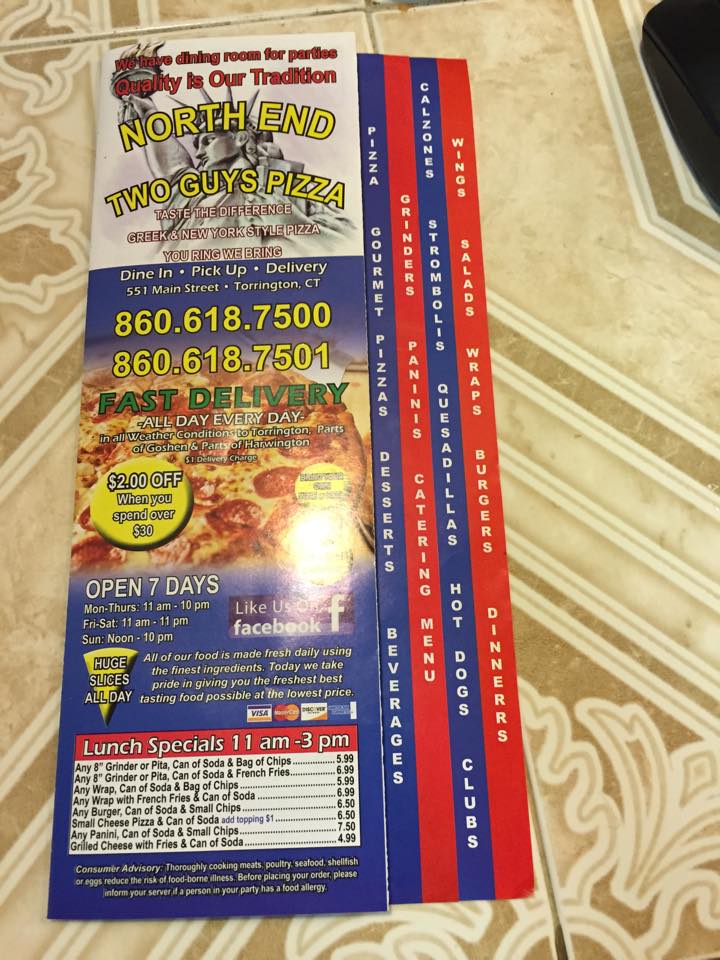 We have dining room for parties
Quality is Our Tradition
NORTH END
TWO GUYS PIZZA
TASTE THE DIFFERENCE
GREEK & NEW YORK STYLE PIZZA
YOU RING WE BRING
Dine In • Pick Up • Delivery
551 Main Street • Torrington, CT
860.618.7500
860.618.7501
FAST DELIVERY
-ALL DAY EVERY DAY-
in all Weather Conditions to Torrington, Parts
of Goshen & Parts of Harwington
$1 Delivery Charge
$2.00 OFF
When you
spend over
$30
OPEN 7 DAYS
Mon-Thurs: 11 am - 10 pm
Fri-Sat: 11 am - 11 pm
Sun: Noon - 10 pm
Like Us On
facebook f
HUGE
SLICES
ALL DAY
All of our food is made fresh daily using
the finest ingredients. Today we take
pride in giving you the freshest best
tasting food possible at the lowest price.
VISA MasterCard DISCOVER
Lunch Specials 11 am -3 pm
Any 8" Grinder or Pita, Can of Soda & Bag of Chips 5.99
Any 8" Grinder or Pita, Can of Soda & French Fries 6.99
Any Wrap, Can of Soda & Bag of Chips 5.99
Any Wrap with French Fries & Can of Soda 6.99
Any Burger, Can of Soda & Small Chips 6.50
Small Cheese Pizza & Can of Soda add topping $1 6.50
Any Panini, Can of Soda & Small Chips 7.50
Grilled Cheese with Fries & Can of Soda 4.99
Consumer Advisory: Thoroughly cooking meats, poultry, seafood, shellfish
or eggs reduce the risk of food-borne illness. Before placing your order, please
inform your server if a person in your party has a food allergy.
PIZZA GOURMET PIZZAS DESSERTS BEVERAGES
GRINDERS PANINIS CATERING MENU
CALZONES STROMBOLIS QUESADILLAS HOT DOGS CLUBS
WINGS SALADS WRAPS BURGERS DINNERRS